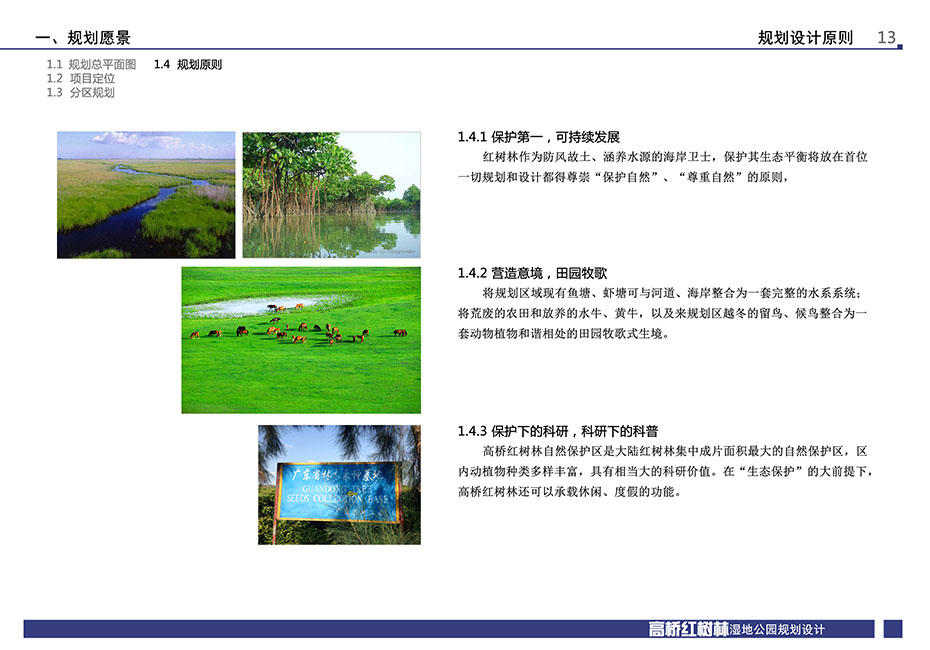 一、规划愿景
规划设计原则 13
1.1 规划总平面图 1.4 规划原则
1.2 项目定位
1.3 分区规划
1.4.1 保护第一，可持续发展
红树林作为防风故土、涵养水源的海岸卫士，保护其生态平衡将放在首位
一切规划和设计都得尊崇“保护自然”、“尊重自然”的原则，
1.4.2 营造意境，田园牧歌
将规划区域现有鱼塘、虾塘可与河道、海岸整合为一套完整的水系系统；
将荒废的农田和放养的水牛、黄牛，以及来规划区越冬的留鸟、候鸟整合为一
套动物植物和谐相处的田园牧歌式生境。
1.4.3 保护下的科研，科研下的科普
高桥红树林自然保护区是大陆红树林集中成片面积最大的自然保护区，区
内动植物种类多样丰富，具有相当大的科研价值。在“生态保护”的大前提下，
高桥红树林还可以承载休闲、度假的功能。
广东省林木采种基地
GUANDONG TREE
SEEDS COLLECTION BASE
高桥红树林湿地公园规划设计